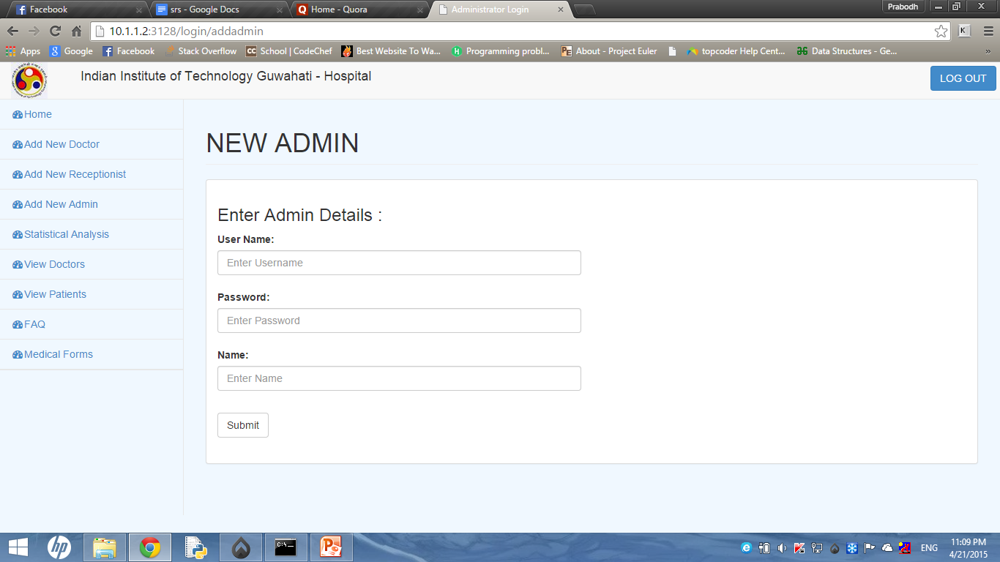 Facebook
srs - Google Docs
Home - Quora
Administrator Login
Prabodh
10.1.1.2:3128/login/addadmin
K
Apps
Google
Facebook
Stack Overflow
CC School | CodeChef
Best Website To Wa...
Programming probl...
About - Project Euler
topcoder Help Cent...
Data Structures - Ge...
»
Indian Institute of Technology Guwahati - Hospital
LOG OUT
Home
Add New Doctor
Add New Receptionist
Add New Admin
Statistical Analysis
View Doctors
View Patients
FAQ
Medical Forms
NEW ADMIN
Enter Admin Details :
User Name:
Enter Username
Password:
Enter Password
Name:
Enter Name
Submit
ENG
11:09 PM
4/21/2015